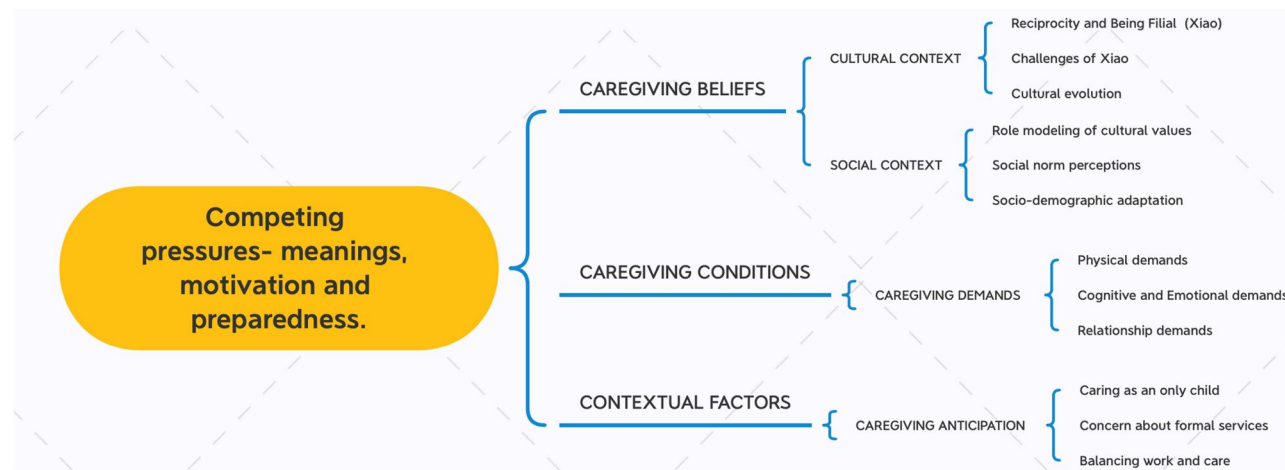 Competing
pressures- meanings,
motivation and
preparedness.
CAREGIVING BELIEFS
CULTURAL CONTEXT
Reciprocity and Being Filial (Xiao)
Challenges of Xiao
Cultural evolution
SOCIAL CONTEXT
Role modeling of cultural values
Social norm perceptions
Socio-demographic adaptation
CAREGIVING CONDITIONS
CAREGIVING DEMANDS
Physical demands
Cognitive and Emotional demands
Relationship demands
CONTEXTUAL FACTORS
CAREGIVING ANTICIPATION
Caring as an only child
Concern about formal services
Balancing work and care